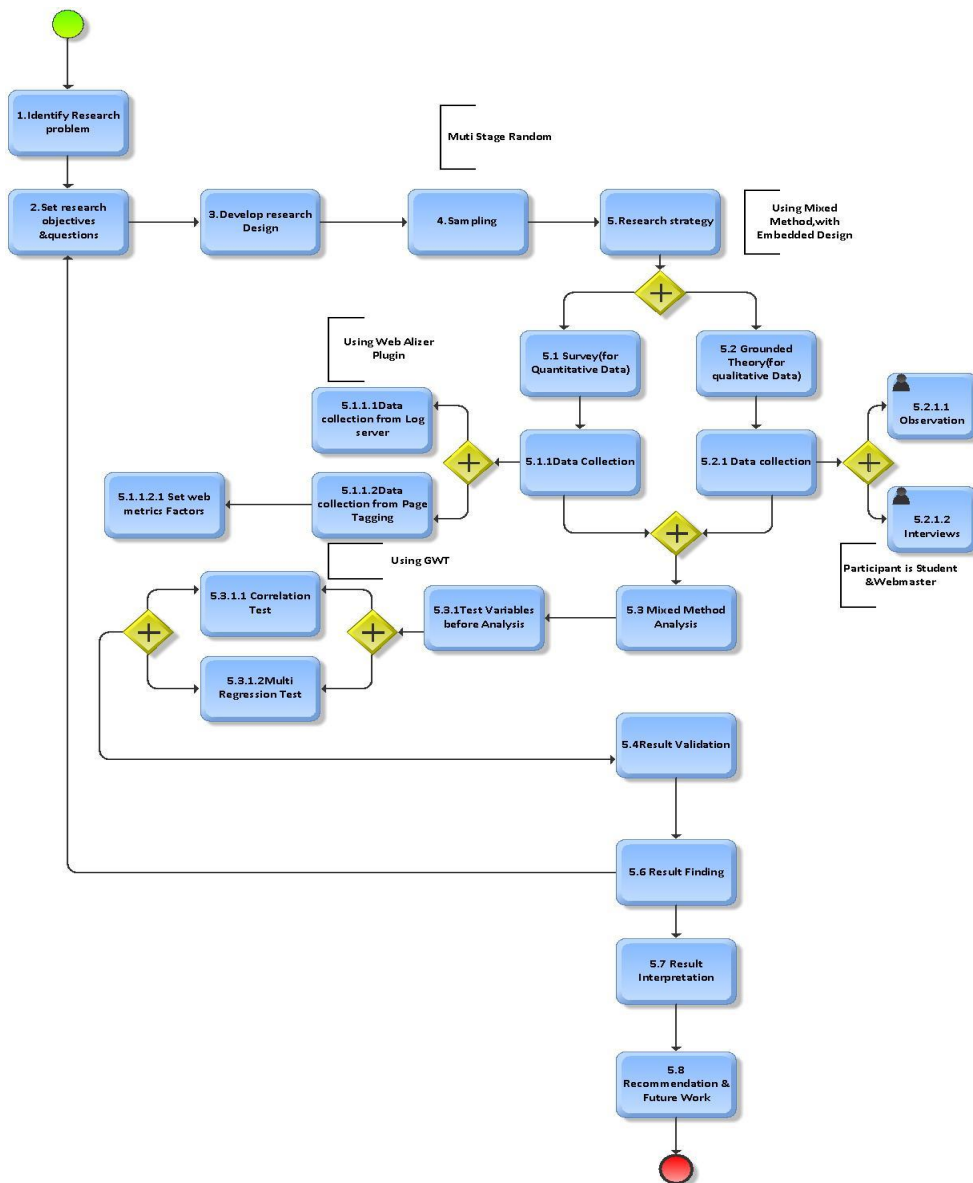 1.Identify Research
problem
Muti Stage Random
2.Set research
objectives
&questions
3.Develop research
Design
4.Sampling
5.Research strategy
Using Mixed
Method,with
Embedded Design
Using Web Alizer
Plugin
5.1 Survey(for
Quantitative Data)
5.2 Grounded
Theory(for
qualitative Data)
5.1.1.1Data
collection from Log
server
5.2.1.1
Observation
5.1.1Data Collection
5.2.1 Data collection
5.1.1.2.1 Set web
metrics Factors
5.1.1.2Data
collection from Page
Tagging
5.2.1.2
Interviews
Using GWT
Participant is Student
&Webmaster
5.3.1.1 Correlation
Test
5.3.1Test Variables
before Analysis
5.3 Mixed Method
Analysis
5.3.1.2Multi
Regression Test
5.4Result Validation
5.6 Result Finding
5.7 Result
Interpretation
5.8
Recommendation &
Future Work